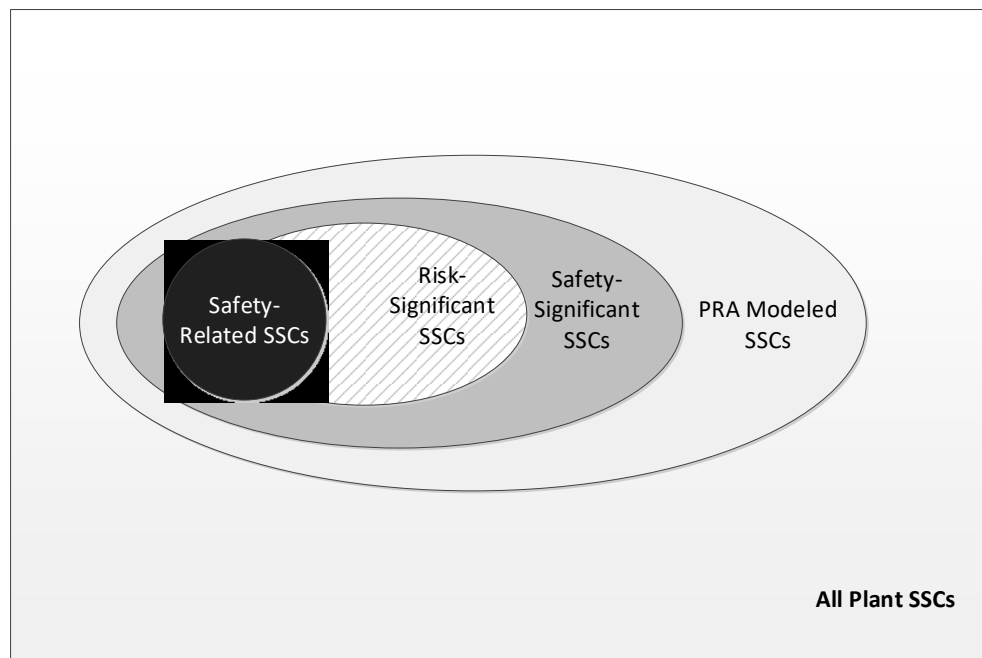 Safety-
Related SSCs
Risk-
Significant
SSCs
Safety-
Significant
SSCs
PRA Modeled
SSCs
All Plant SSCs